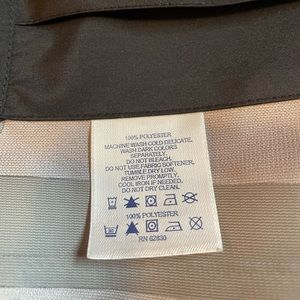 100% POLYESTER
MACHINE WASH COLD DELICATE.
WASH DARK COLORS
SEPARATELY.
DO NOT BLEACH.
DO NOT USE FABRIC SOFTENER.
TUMBLE DRY LOW.
REMOVE PROMPTLY.
COOL IRON IF NEEDED.
DO NOT DRY CLEAN.
100% POLYESTER
RN 62830